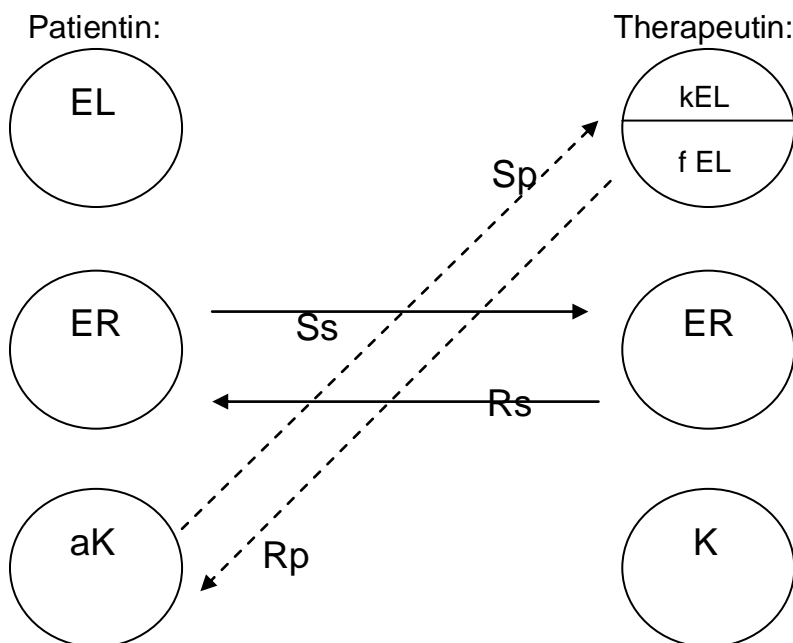 Patientin:
Therapeutin:
EL
kEL
f EL
Sp
ER
ER
Ss
Rs
aK
K
Rp